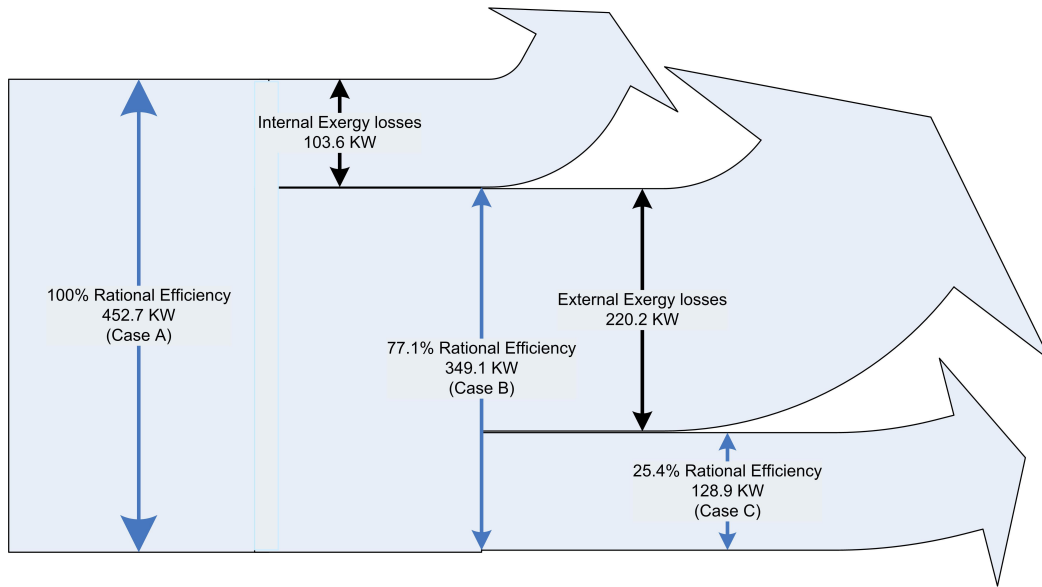 Internal Exergy losses
103.6 KW
100% Rational Efficiency
452.7 KW
(Case A)
External Exergy losses
220.2 KW
77.1% Rational Efficiency
349.1 KW
(Case B)
25.4% Rational Efficiency
128.9 KW
(Case C)